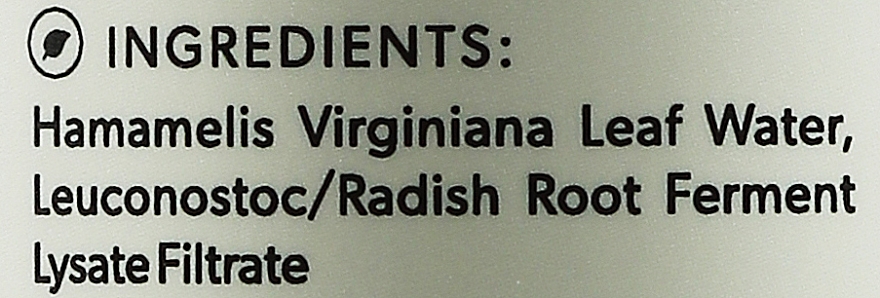 INGREDIENTS:
Hamamelis Virginiana Leaf Water,
Leuconostoc/Radish Root Ferment
Lysate Filtrate